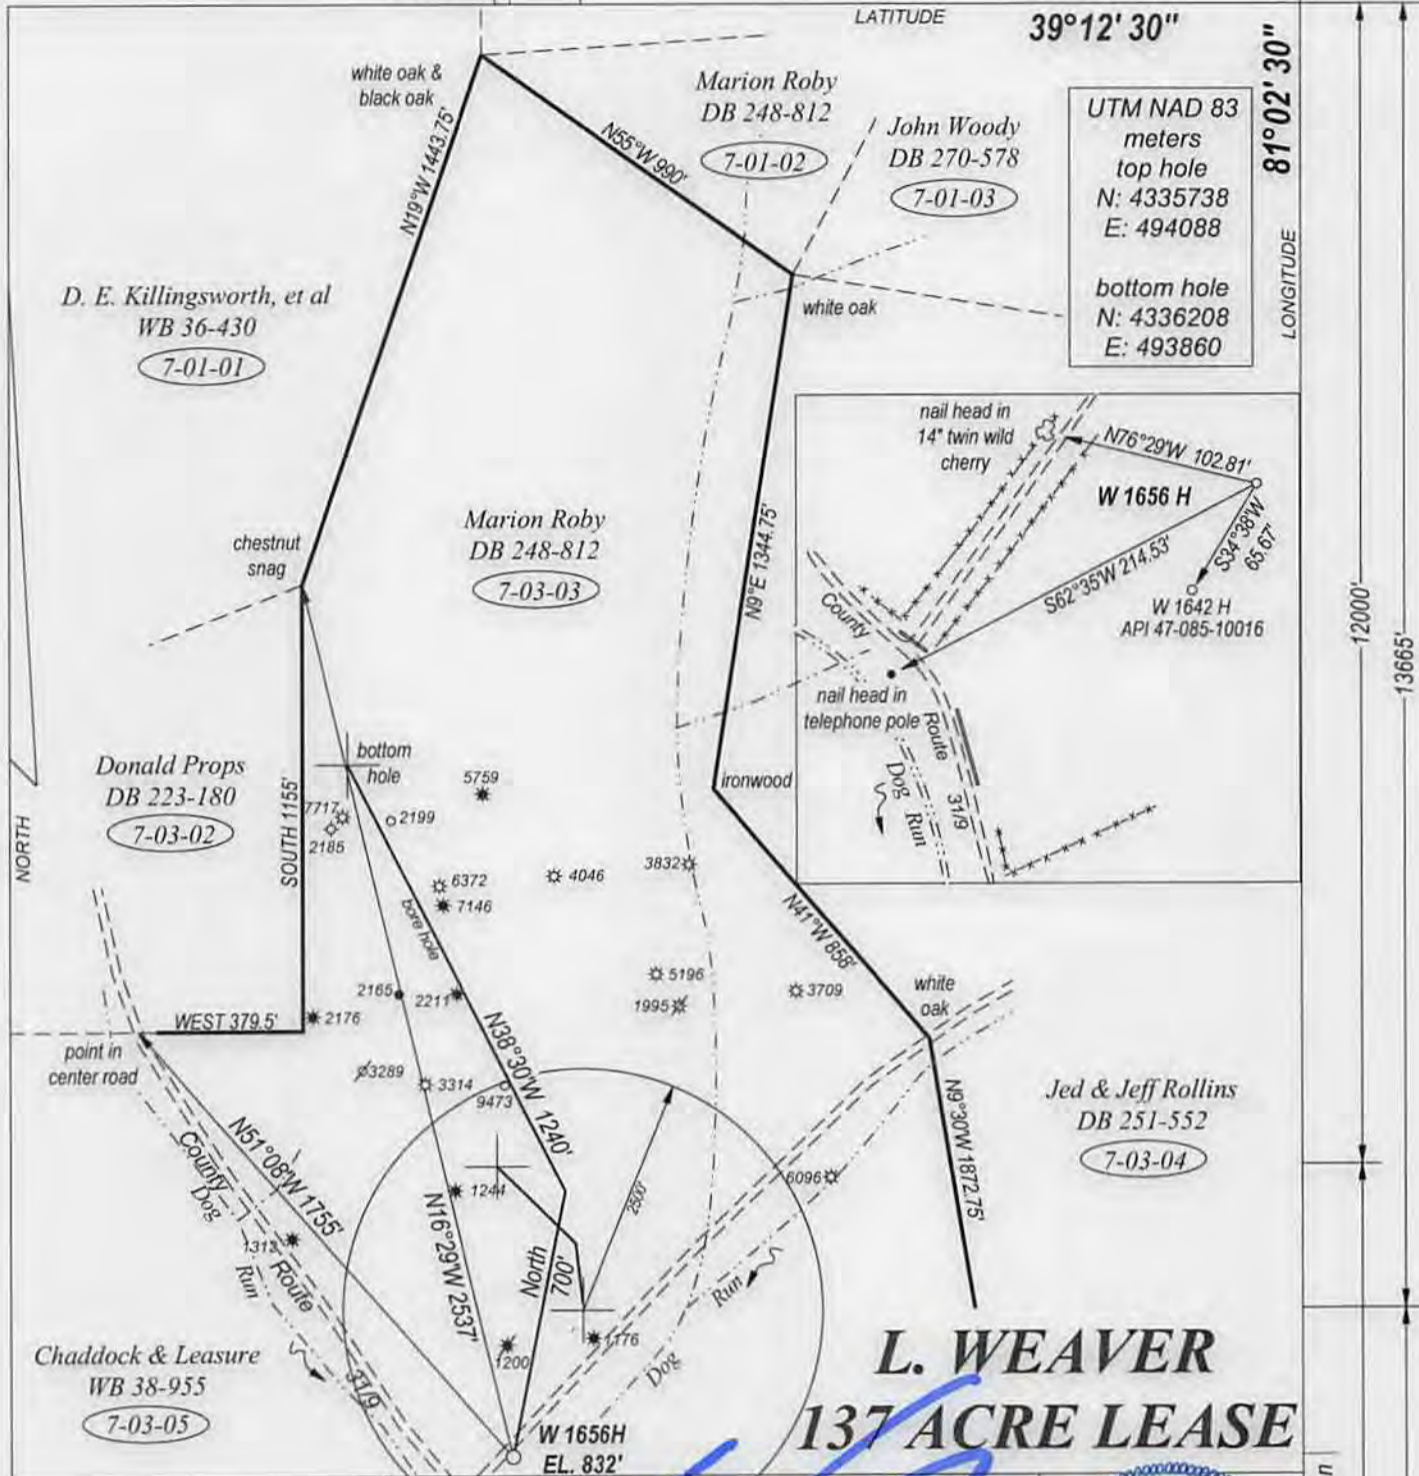 LATITUDE
39°12' 30"
81°02' 30"
LONGITUDE
white oak &
black oak
Marion Roby
DB 248-812
7-01-02
John Woody
DB 270-578
7-01-03
UTM NAD 83
meters
top hole
N: 4335738
E: 494088
bottom hole
N: 4336208
E: 493860
N19°W 1443.75'
N55°W 990'
D. E. Killingsworth, et al
WB 36-430
7-01-01
white oak
nail head in
14" twin wild
cherry
N76°29'W 102.81'
W 1656 H
S34°38'W
65.67'
S62°35'W 214.53'
W 1642 H
API 47-085-10016
County
Route
31/9
nail head in
telephone pole
Dog
Run
Marion Roby
DB 248-812
7-03-03
chestnut
snag
N9°E 1344.75'
12000'
13665'
NORTH
Donald Props
DB 223-180
7-03-02
SOUTH 1155'
bottom
hole
5759
ironwood
7717
2199
2185
6372
4046
3832
7146
bore hole
N41°W 858'
5196
1995
3709
white
oak
2165
2211
2176
WEST 379.5'
point in
center road
N38°30'W 1240'
3289
3314
9473
Jed & Jeff Rollins
DB 251-552
7-03-04
N9°30'W 1872.75'
N51°08'W 1755'
County
Dog
1244
2500'
6096
1313
Route
Run
N16°29'W 2537'
North
700'
Run
1200
1176
Dog
31/9
Chaddock & Leasure
WB 38-955
7-03-05
L. WEAVER
137 ACRE LEASE
W 1656H
EL. 832'